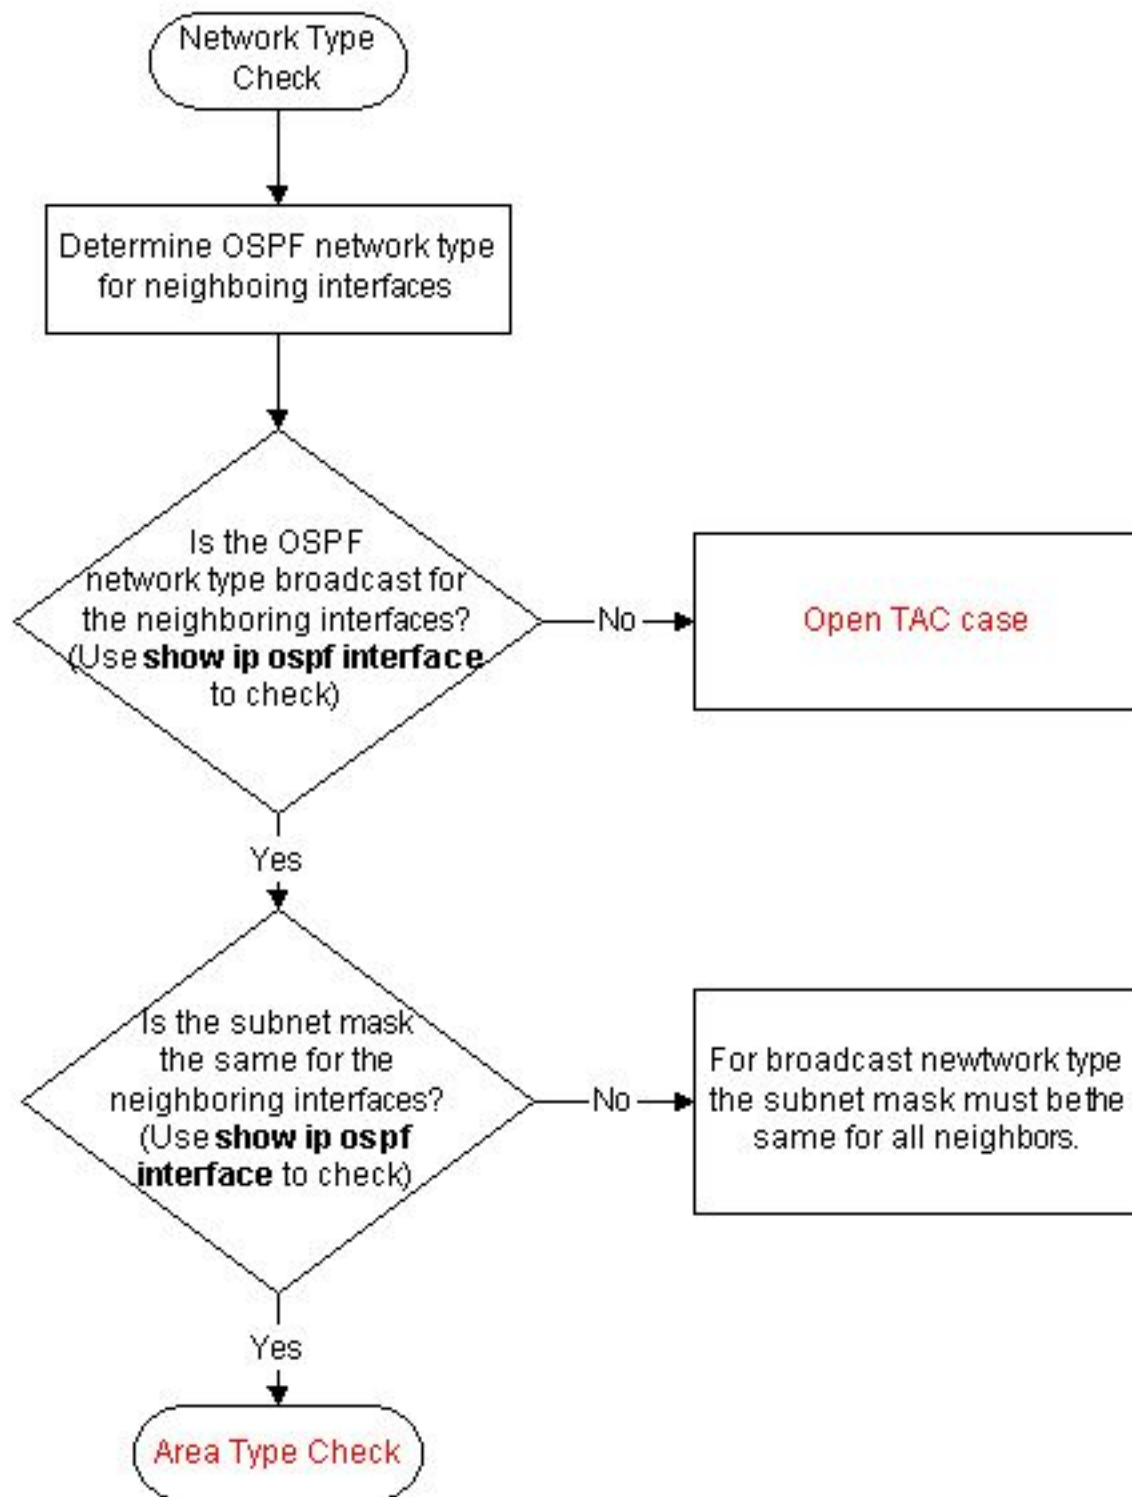 Network Type
Check
Determine OSPF network type
for neighboing interfaces
Is the OSPF
network type broadcast for
the neighboring interfaces?
(Use show ip ospf interface
to check)
No
Open TAC case
Yes
Is the subnet mask
the same for the
neighboring interfaces?
(Use show ip ospf
interface to check)
No
For broadcast newtwork type
the subnet mask must be the
same for all neighbors.
Yes
Area Type Check